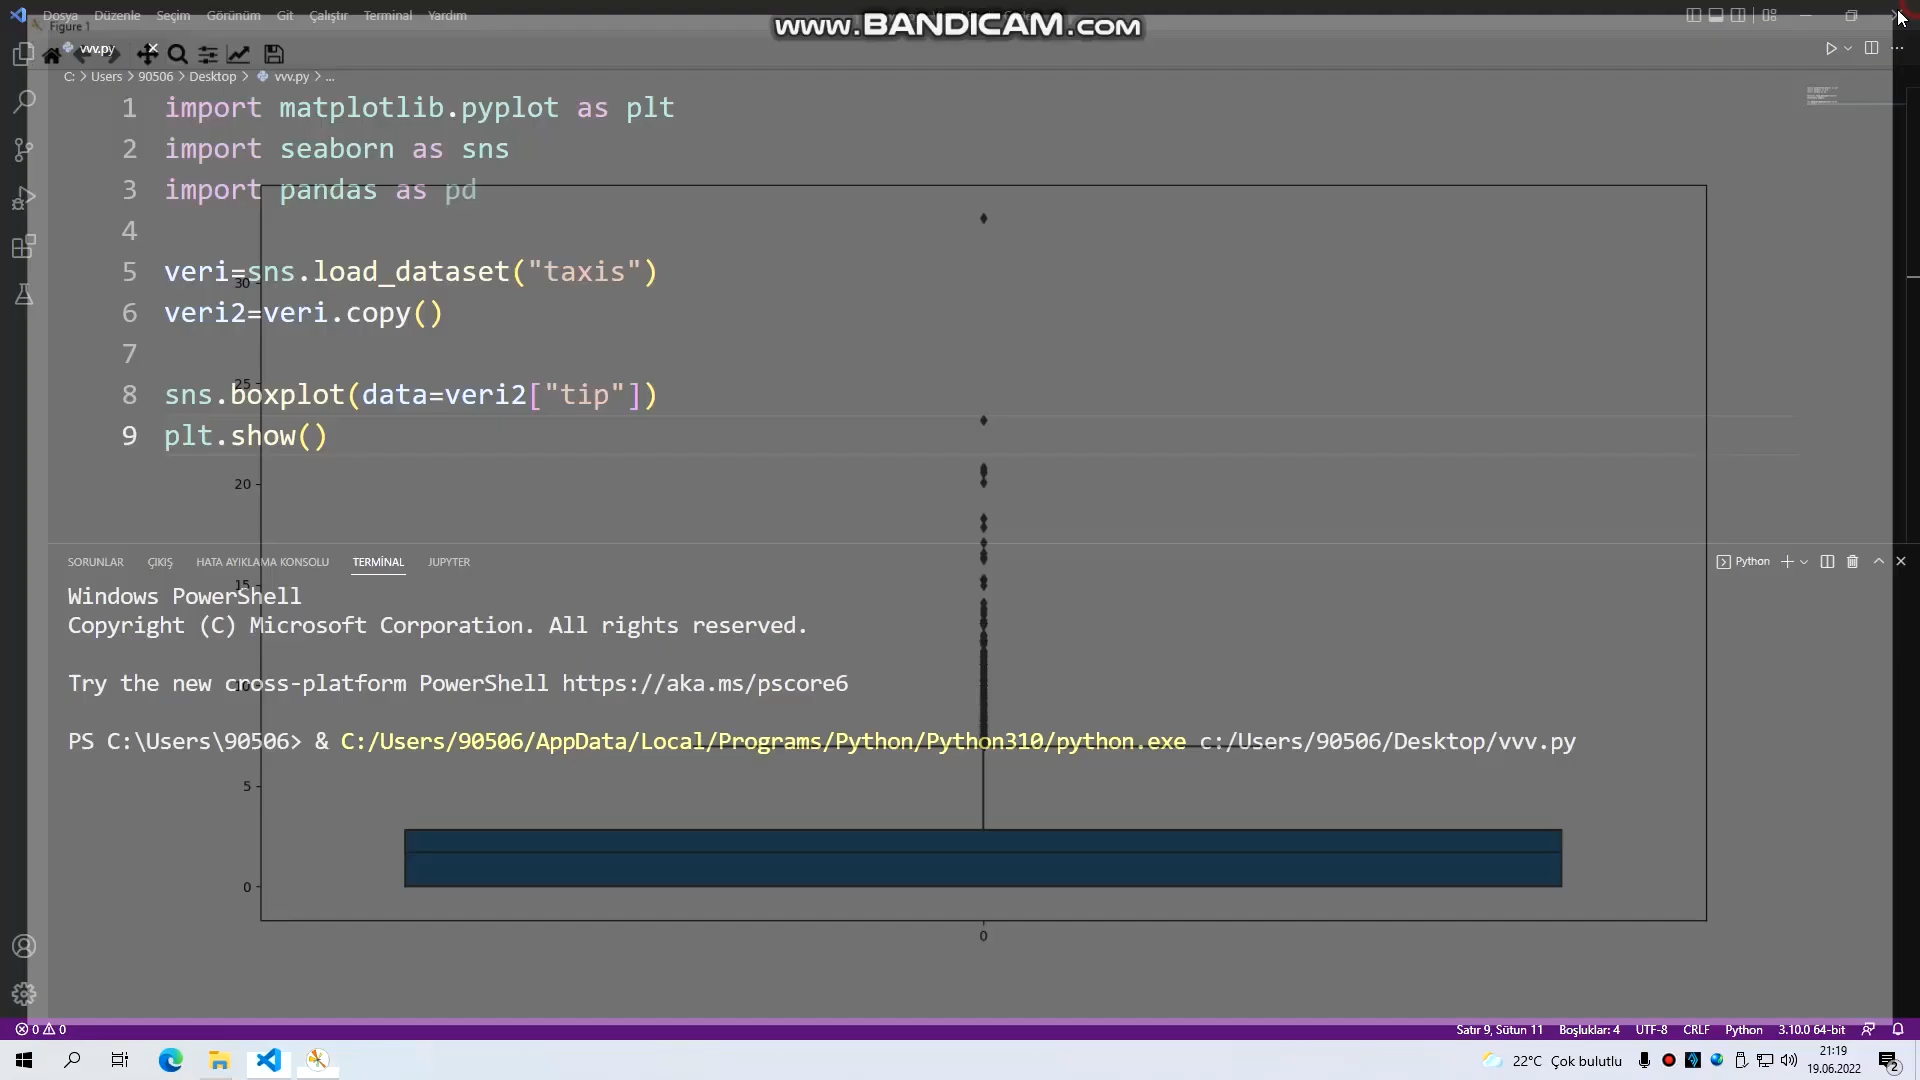 Dosya Düzenle Seçim Görünüm Git Çalıştır Terminal Yardım
www.BANDICAM.com
Figure 1
vvv.py
C: > Users > 90506 > Desktop > vvv.py > ...
1 import matplotlib.pyplot as plt
2 import seaborn as sns
3 import pandas as pd
4
5 veri=sns.load_dataset("taxis")
6 veri2=veri.copy()
7
8 sns.boxplot(data=veri2["tip"])
9 plt.show()
30
25
20
15
10
5
0
0
SORUNLAR ÇIKIŞ HATA AYIKLAMA KONSOLU TERMİNAL JUPYTER
Python
Windows PowerShell
Copyright (C) Microsoft Corporation. All rights reserved.
Try the new cross-platform PowerShell https://aka.ms/pscore6
PS C:\Users\90506> & C:/Users/90506/AppData/Local/Programs/Python/Python310/python.exe c:/Users/90506/Desktop/vvv.py
0 0
Satır 9, Sütun 11 Boşluklar: 4 UTF-8 CRLF Python 3.10.0 64-bit
22°C Çok bulutlu
21:19
19.06.2022
2